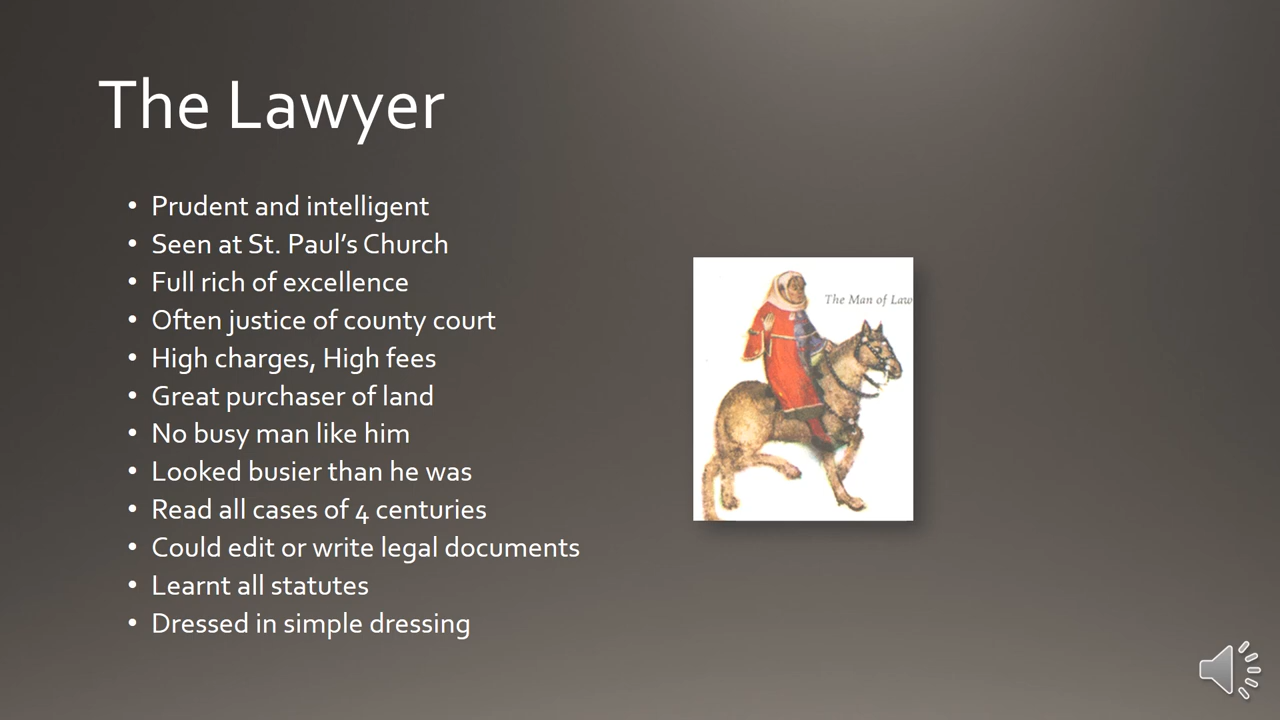 The Lawyer
• Prudent and intelligent
• Seen at St. Paul’s Church
• Full rich of excellence
• Often justice of county court
• High charges, High fees
• Great purchaser of land
• No busy man like him
• Looked busier than he was
• Read all cases of 4 centuries
• Could edit or write legal documents
• Learnt all statutes
• Dressed in simple dressing
The Man of Law